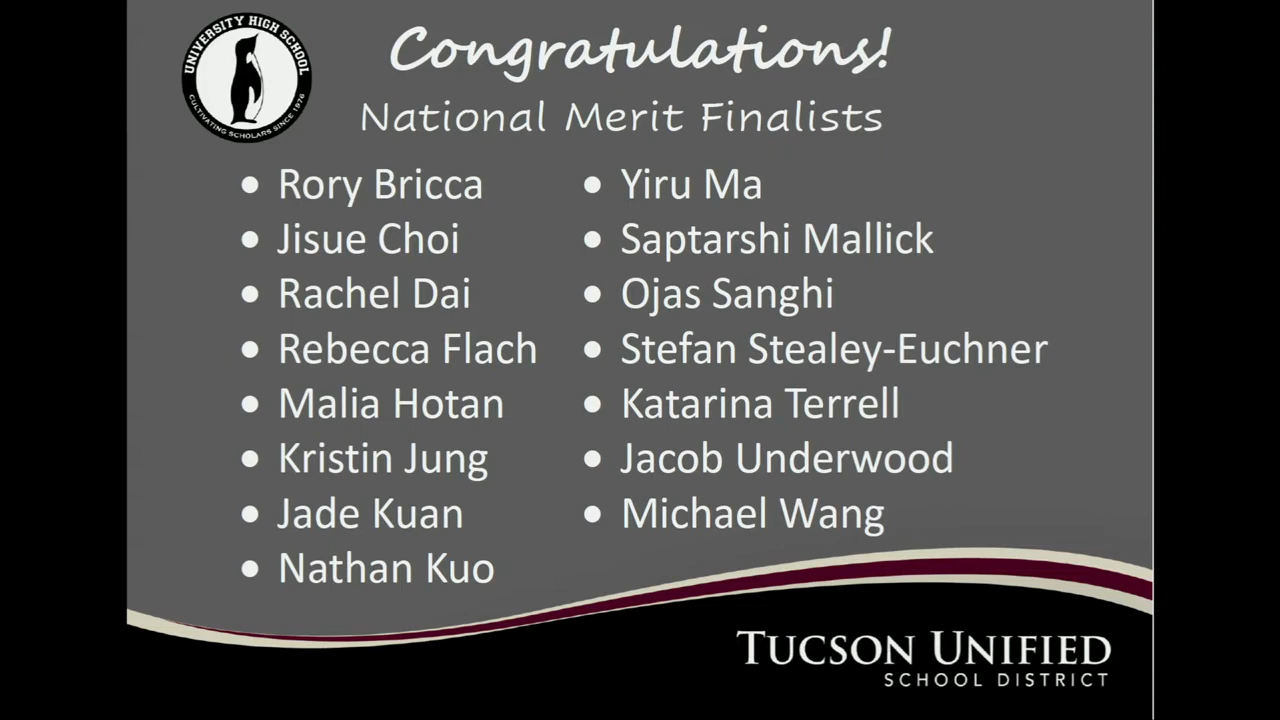 UNIVERSITY HIGH SCHOOL
CULTIVATING SCHOLARS SINCE 1976
Congratulations!
National Merit Finalists
• Rory Bricca
• Jisue Choi
• Rachel Dai
• Rebecca Flach
• Malia Hotan
• Kristin Jung
• Jade Kuan
• Nathan Kuo
• Yiru Ma
• Saptarshi Mallick
• Ojas Sanghi
• Stefan Stealey-Euchner
• Katarina Terrell
• Jacob Underwood
• Michael Wang
TUCSON UNIFIED
SCHOOL DISTRICT